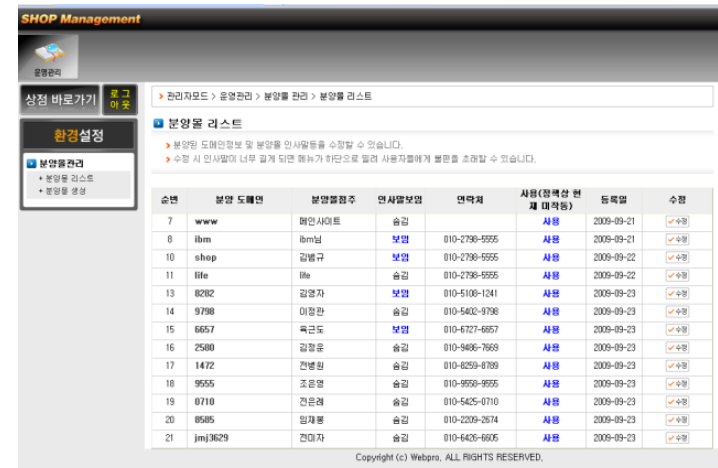 SHOP Management
운영관리
상점 바로가기
로그
아웃
> 관리자모드 > 운영관리 > 분양몰 관리 > 분양몰 리스트
환경설정
분양몰관리
+ 분양몰 리스트
+ 분양몰 생성
분양몰 리스트
> 분양된 도메인정보 및 분양몰 인사말등을 수정할 수 있습니다.
> 수정 시 인사말이 너무 길게 되면 메뉴가 하단으로 밀려 사용자들에게 불편을 초래할 수 있습니다.
순번 분양 도메인 분양몰점주 인사말보임 연락처 사용(정책상 현재 미작동) 등록일 수정
7 www 메인사이트 숨김 사용 2009-09-21 수정
8 ibm ibm님 보임 010-2798-5555 사용 2009-09-21 수정
10 shop 김범규 보임 010-2798-5555 사용 2009-09-22 수정
11 life life 숨김 010-2798-5555 사용 2009-09-22 수정
13 8282 김영자 보임 010-5108-1241 사용 2009-09-23 수정
14 9798 이정관 숨김 010-5402-9798 사용 2009-09-23 수정
15 6657 육근도 보임 010-6727-6657 사용 2009-09-23 수정
16 2580 김정운 숨김 010-9486-7669 사용 2009-09-23 수정
17 1472 전병원 숨김 010-8259-8789 사용 2009-09-23 수정
18 9555 조은영 숨김 010-9558-9555 사용 2009-09-23 수정
19 0710 전은례 숨김 010-5425-0710 사용 2009-09-23 수정
20 8585 임재봉 숨김 010-2209-2674 사용 2009-09-23 수정
21 jmj3629 전미자 숨김 010-6426-6605 사용 2009-09-23 수정
Copyright (c) Webpro, ALL RIGHTS RESERVED,